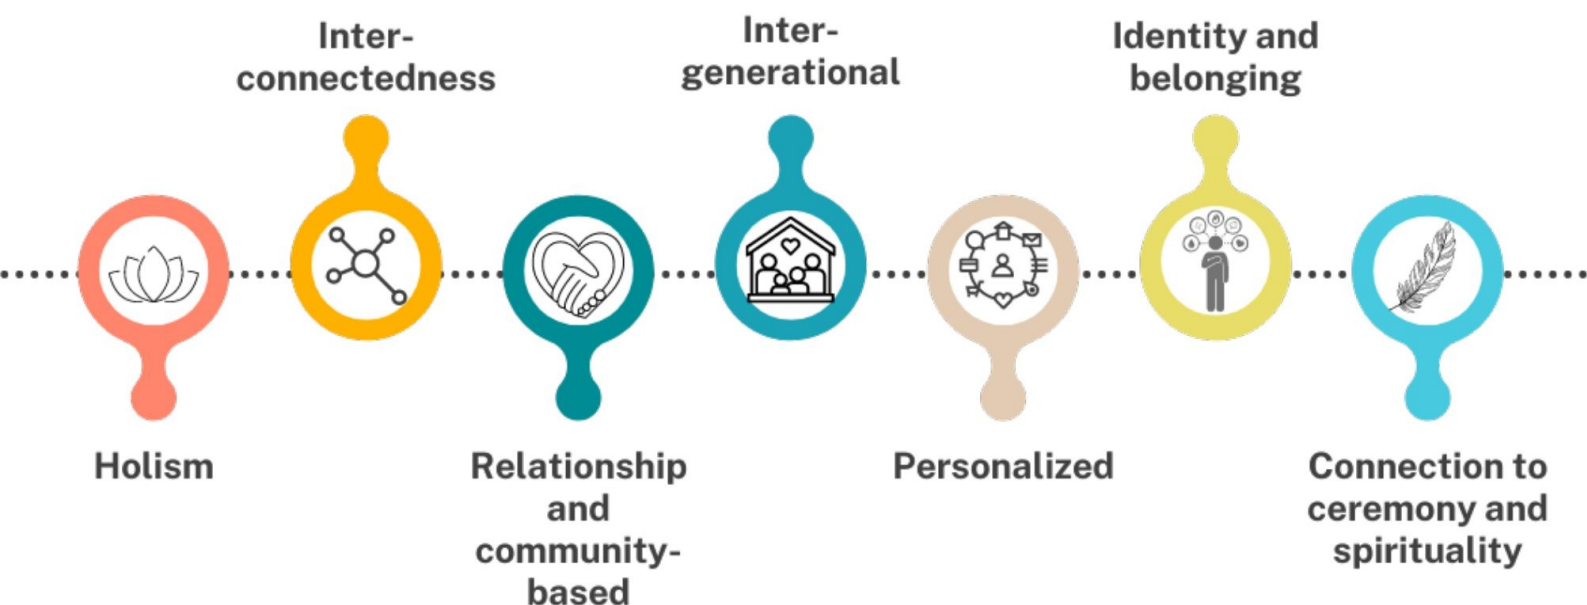 Holism
Inter-
connectedness
Relationship
and
community-
based
Inter-
generational
Personalized
Identity and
belonging
Connection to
ceremony and
spirituality